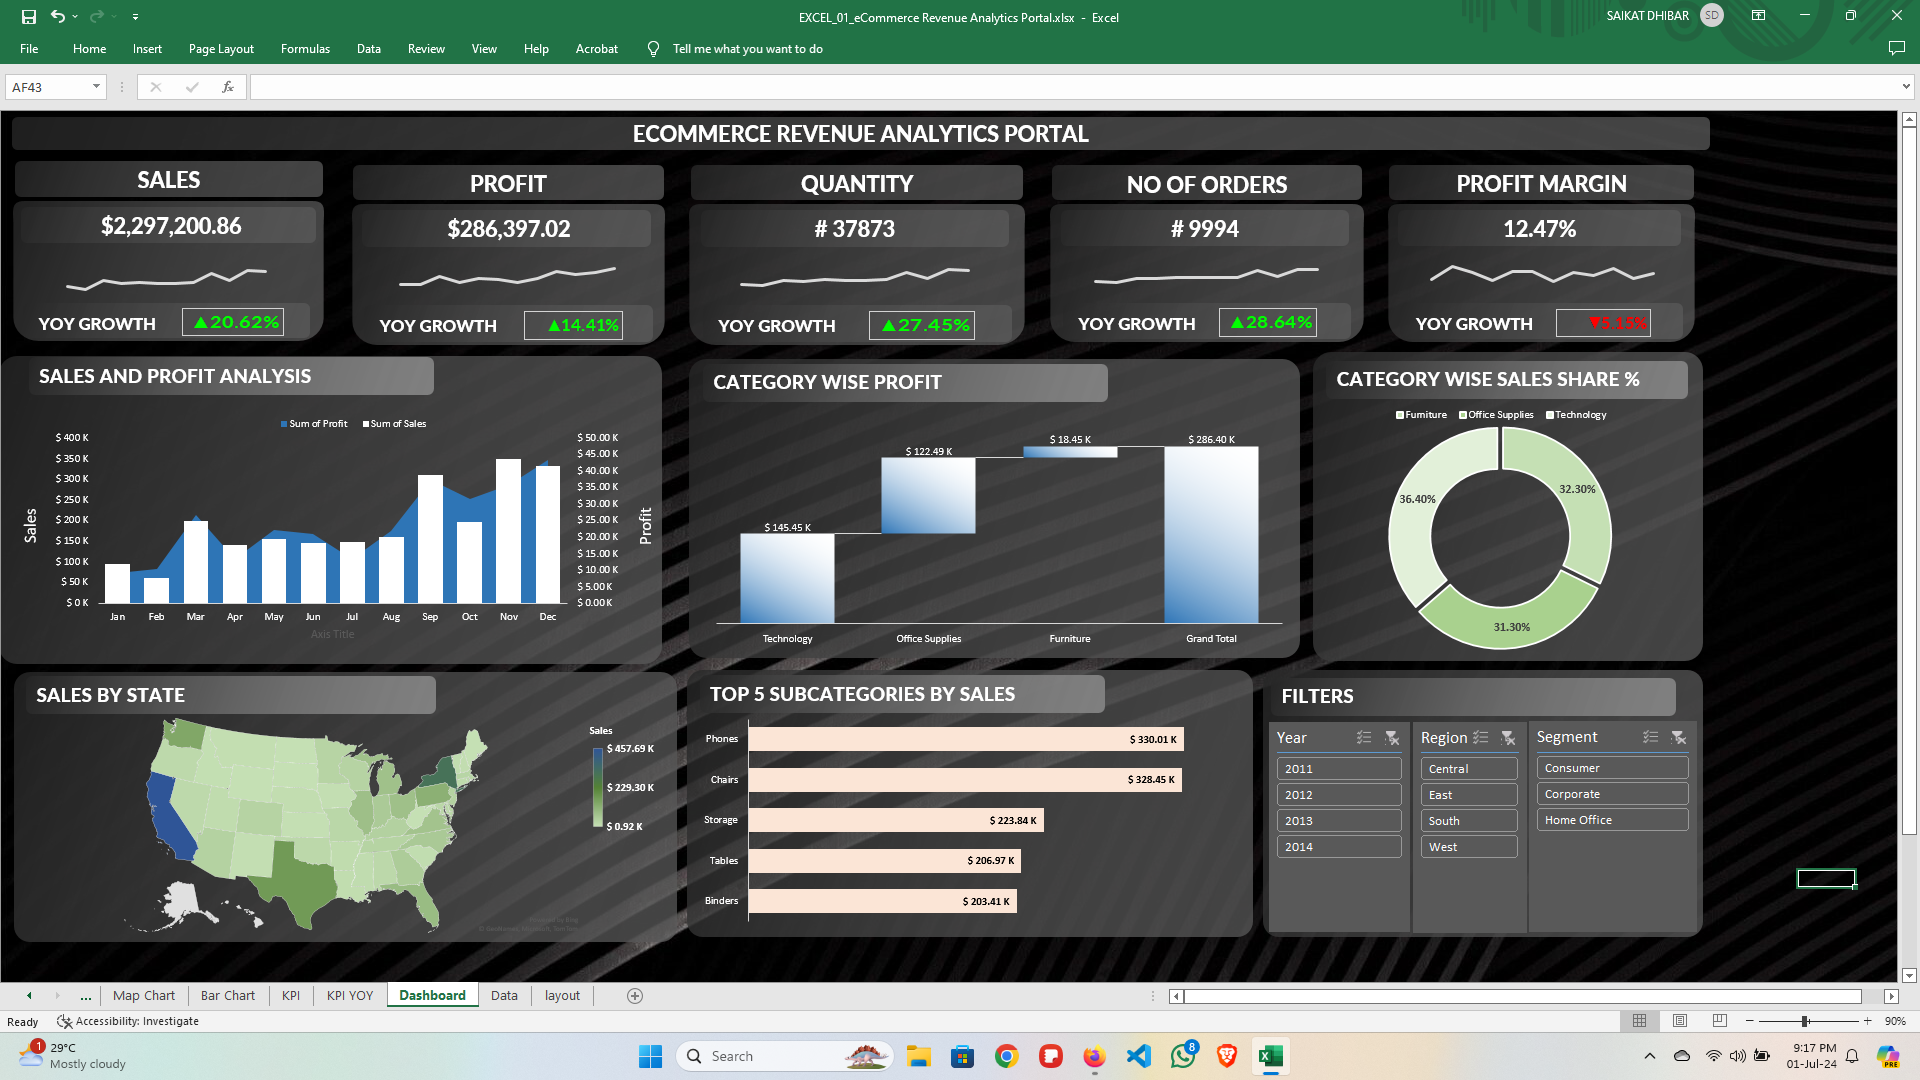 EXCEL_01_eCommerce Revenue Analytics Portal.xlsx - Excel
SAIKAT DHIBAR SD
File Home Insert Page Layout Formulas Data Review View Help Acrobat Tell me what you want to do
AF43 fx
ECOMMERCE REVENUE ANALYTICS PORTAL
SALES
$2,297,200.86
YOY GROWTH ▲20.62%
PROFIT
$286,397.02
YOY GROWTH ▲14.41%
QUANTITY
# 37873
YOY GROWTH ▲27.45%
NO OF ORDERS
# 9994
YOY GROWTH ▲28.64%
PROFIT MARGIN
12.47%
YOY GROWTH ▼5.15%
SALES AND PROFIT ANALYSIS
Sum of Profit Sum of Sales
$ 400 K
$ 350 K
$ 300 K
$ 250 K
$ 200 K
$ 150 K
$ 100 K
$ 50 K
$ 0 K
Sales
$ 50.00 K
$ 45.00 K
$ 40.00 K
$ 35.00 K
$ 30.00 K
$ 25.00 K
$ 20.00 K
$ 15.00 K
$ 10.00 K
$ 5.00 K
$ 0.00 K
Profit
Jan Feb Mar Apr May Jun Jul Aug Sep Oct Nov Dec
Axis Title
CATEGORY WISE PROFIT
$ 145.45 K
$ 122.49 K
$ 18.45 K
$ 286.40 K
Technology Office Supplies Furniture Grand Total
CATEGORY WISE SALES SHARE %
Furniture Office Supplies Technology
36.40%
32.30%
31.30%
SALES BY STATE
Sales
$ 457.69 K
$ 229.30 K
$ 0.92 K
TOP 5 SUBCATEGORIES BY SALES
Phones $ 330.01 K
Chairs $ 328.45 K
Storage $ 223.84 K
Tables $ 206.97 K
Binders $ 203.41 K
FILTERS
Year
2011
2012
2013
2014
Region
Central
East
South
West
Segment
Consumer
Corporate
Home Office
... Map Chart Bar Chart KPI KPI YOY Dashboard Data layout
Ready Accessibility: Investigate 90%
1
29°C
Mostly cloudy
Search
8
9:17 PM
01-Jul-24
PRE